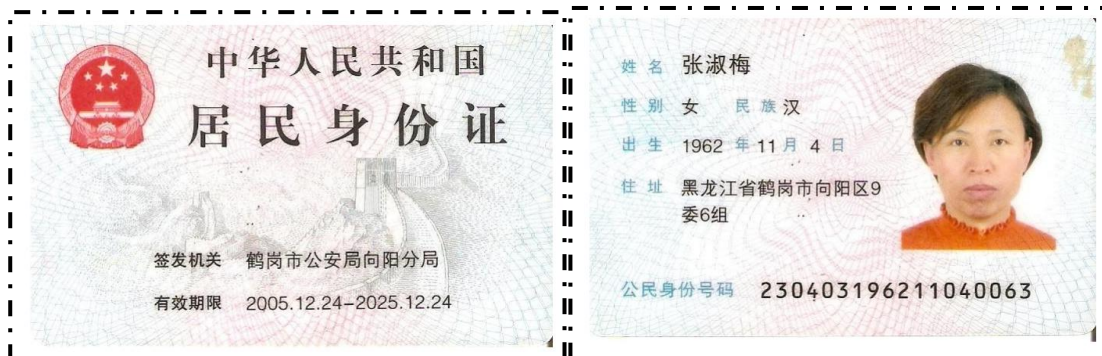 中华人民共和国
居民身份证
签发机关 鹤岗市公安局向阳分局
有效期限 2005.12.24-2025.12.24
姓名 张淑梅
性别 女 民族 汉
出生 1962 年 11 月 4 日
住址 黑龙江省鹤岗市向阳区9
委6组
公民身份号码 230403196211040063